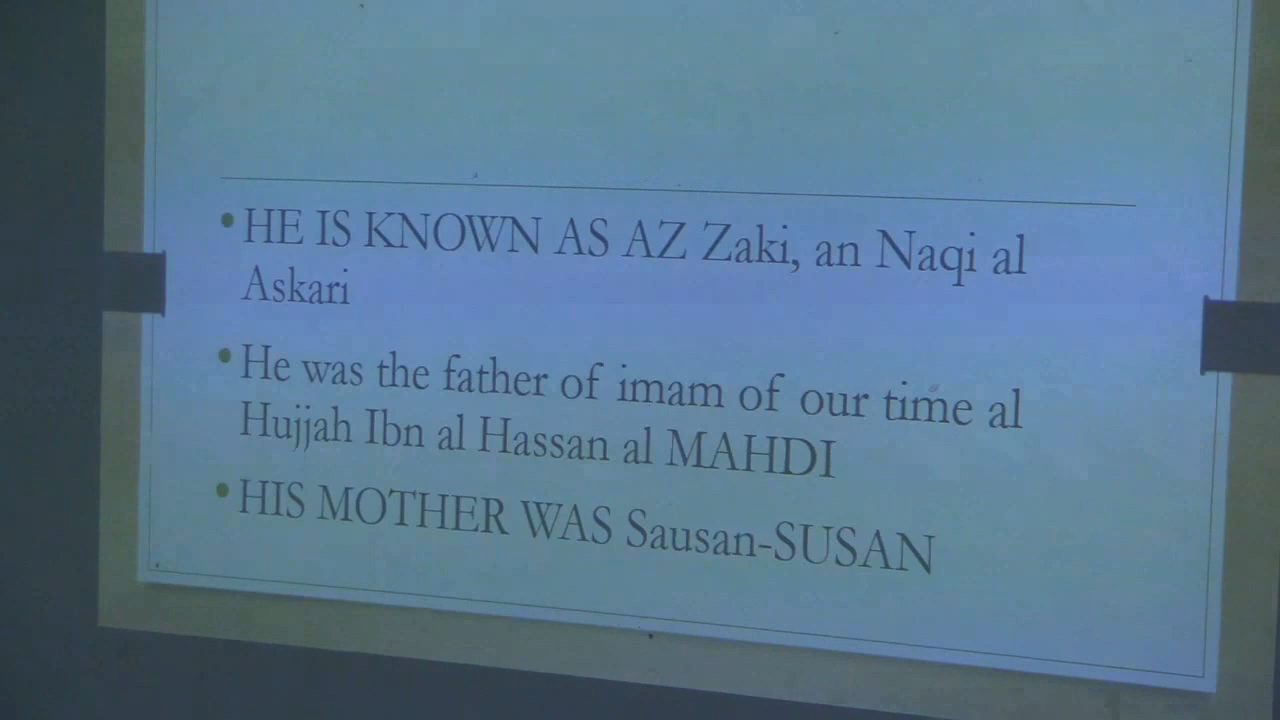 • HE IS KNOWN AS AZ Zaki, an Naqi al
Askari
• He was the father of imam of our time al
Hujjah Ibn al Hassan al MAHDI
• HIS MOTHER WAS Sausan-SUSAN